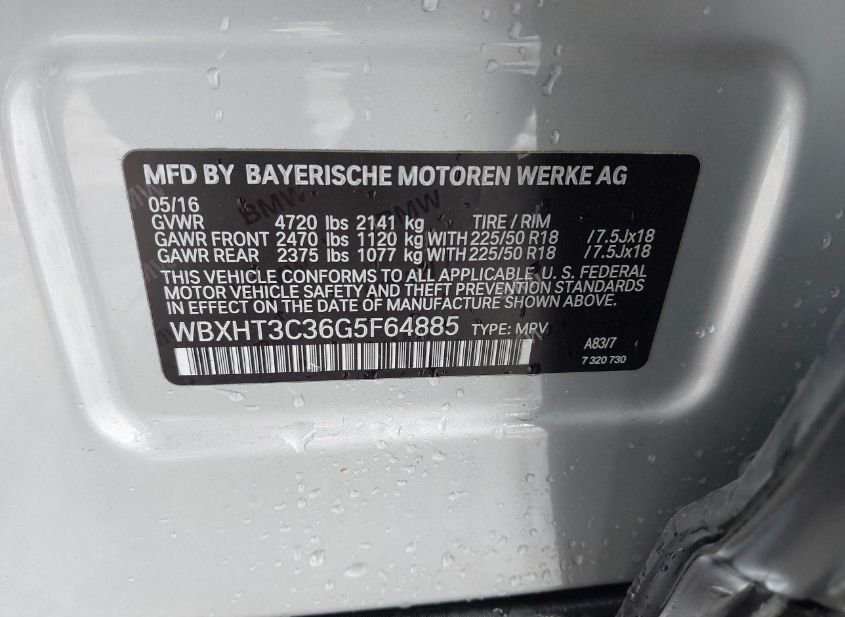 MFD BY BAYERISCHE MOTOREN WERKE AG
05/16
GVWR 4720 lbs 2141 kg TIRE / RIM
GAWR FRONT 2470 lbs 1120 kg WITH 225/50 R18 / 7.5Jx18
GAWR REAR 2375 lbs 1077 kg WITH 225/50 R18 / 7.5Jx18
THIS VEHICLE CONFORMS TO ALL APPLICABLE U. S. FEDERAL
MOTOR VEHICLE SAFETY AND THEFT PREVENTION STANDARDS
IN EFFECT ON THE DATE OF MANUFACTURE SHOWN ABOVE.
WBXHT3C36G5F64885 TYPE: MPV
A83/7
7 320 730